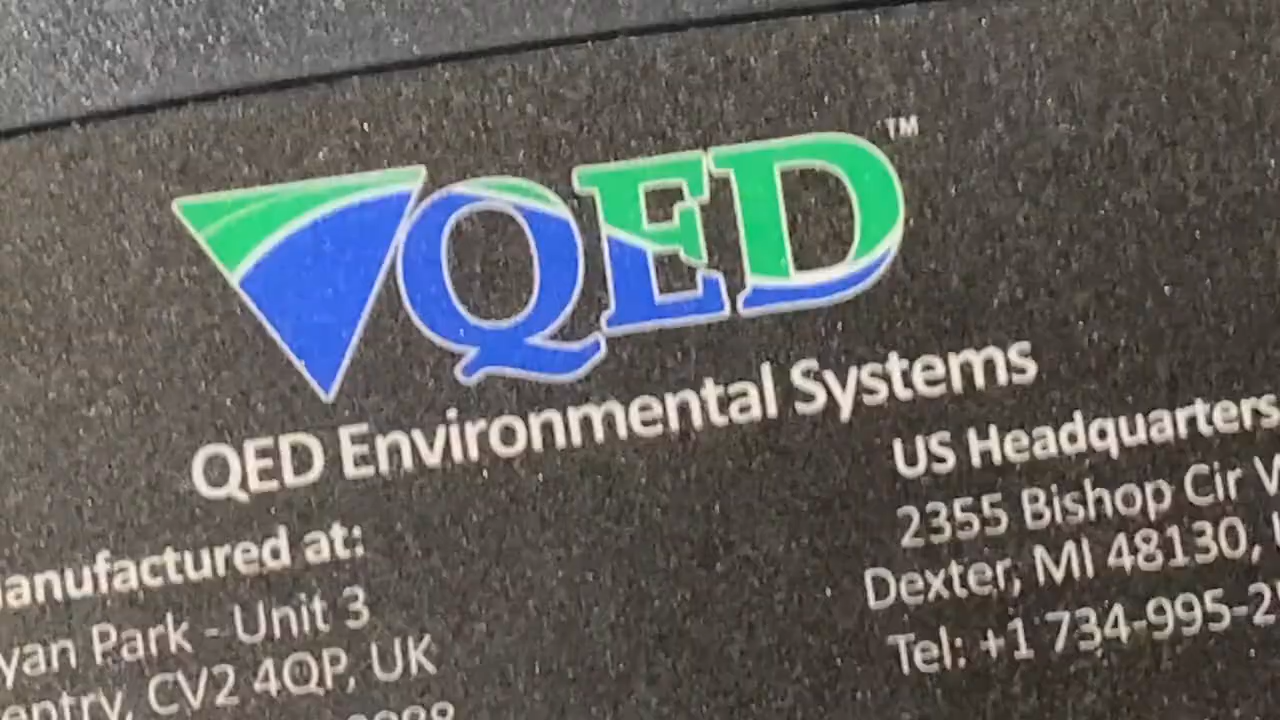 QED™
QED Environmental Systems
US Headquarters
2355 Bishop Cir
Dexter, MI 48130,
Tel: +1 734-995-2
anufactured at:
yan Park - Unit 3
entry, CV2 4QP, UK